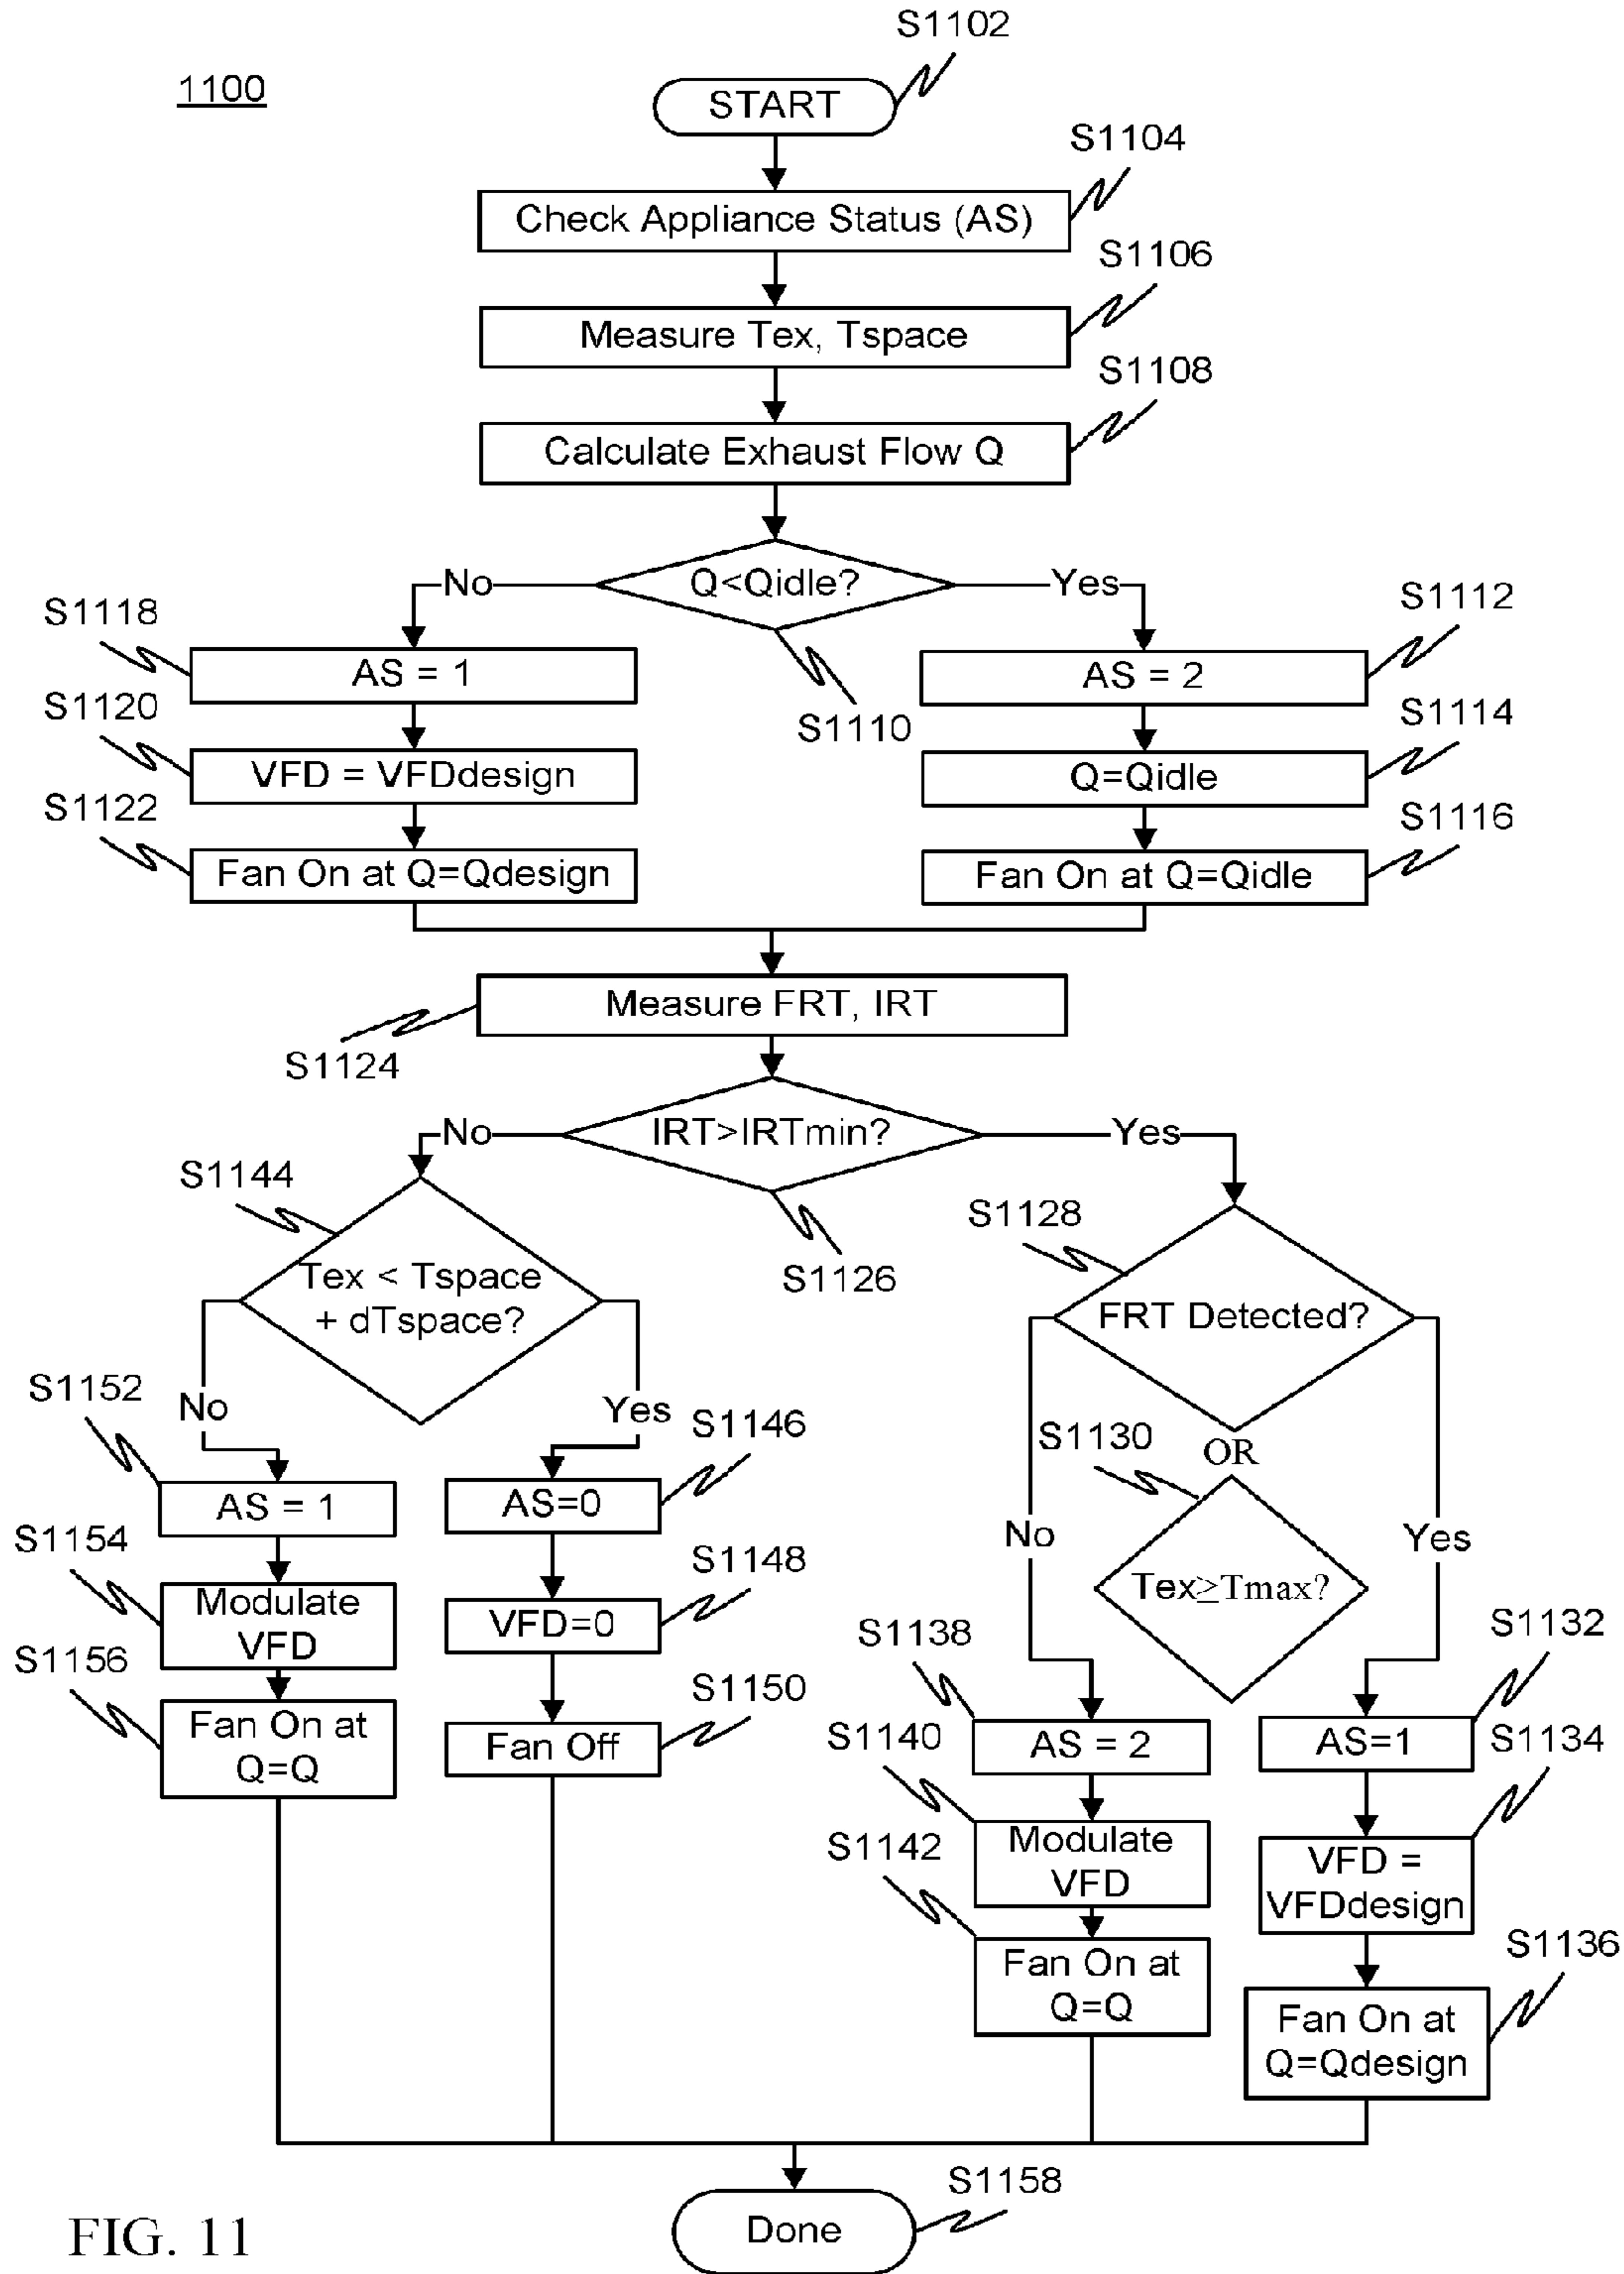 1100
S1102
START
S1104
Check Appliance Status (AS)
S1106
Measure Tex, Tspace
S1108
Calculate Exhaust Flow Q
No
Q<Qidle?
Yes
S1110
S1118
AS = 1
S1112
AS = 2
S1120
VFD = VFDdesign
S1114
Q=Qidle
S1122
Fan On at Q=Qdesign
S1116
Fan On at Q=Qidle
Measure FRT, IRT
S1124
No
IRT>IRTmin?
Yes
S1126
S1144
Tex < Tspace
+ dTspace?
S1128
FRT Detected?
OR
S1130
Tex≥Tmax?
No
Yes
No
Yes
S1152
AS = 1
S1154
Modulate
VFD
S1156
Fan On at
Q=Q
S1146
AS=0
S1148
VFD=0
S1150
Fan Off
S1138
AS = 2
S1140
Modulate
VFD
S1142
Fan On at
Q=Q
S1132
AS=1
S1134
VFD =
VFDdesign
S1136
Fan On at
Q=Qdesign
S1158
Done
FIG. 11